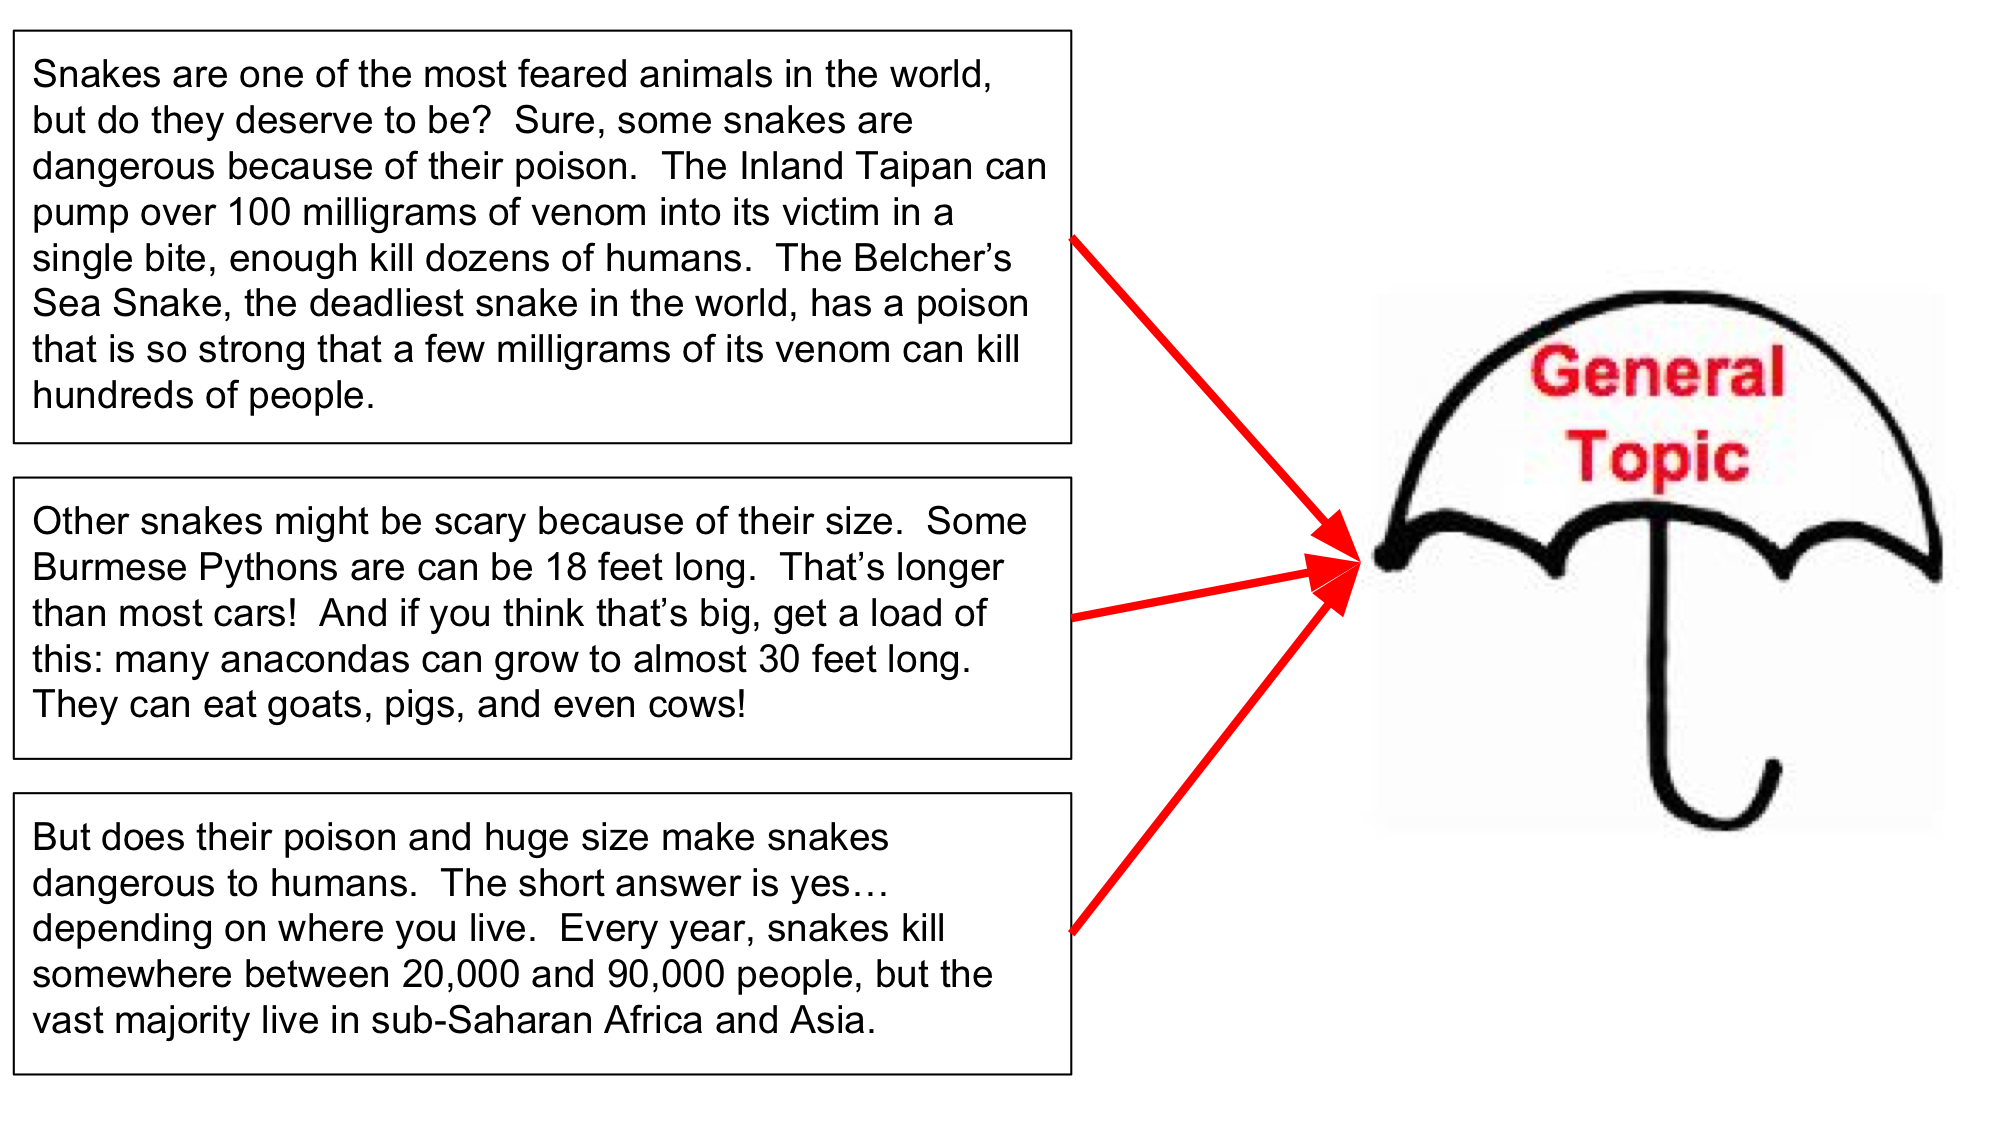 Snakes are one of the most feared animals in the world,
but do they deserve to be?  Sure, some snakes are
dangerous because of their poison.  The Inland Taipan can
pump over 100 milligrams of venom into its victim in a
single bite, enough kill dozens of humans.  The Belcher’s
Sea Snake, the deadliest snake in the world, has a poison
that is so strong that a few milligrams of its venom can kill
hundreds of people.
Other snakes might be scary because of their size.  Some
Burmese Pythons are can be 18 feet long.  That’s longer
than most cars!  And if you think that’s big, get a load of
this: many anacondas can grow to almost 30 feet long.
They can eat goats, pigs, and even cows!
But does their poison and huge size make snakes
dangerous to humans.  The short answer is yes…
depending on where you live.  Every year, snakes kill
somewhere between 20,000 and 90,000 people, but the
vast majority live in sub-Saharan Africa and Asia.
General
Topic